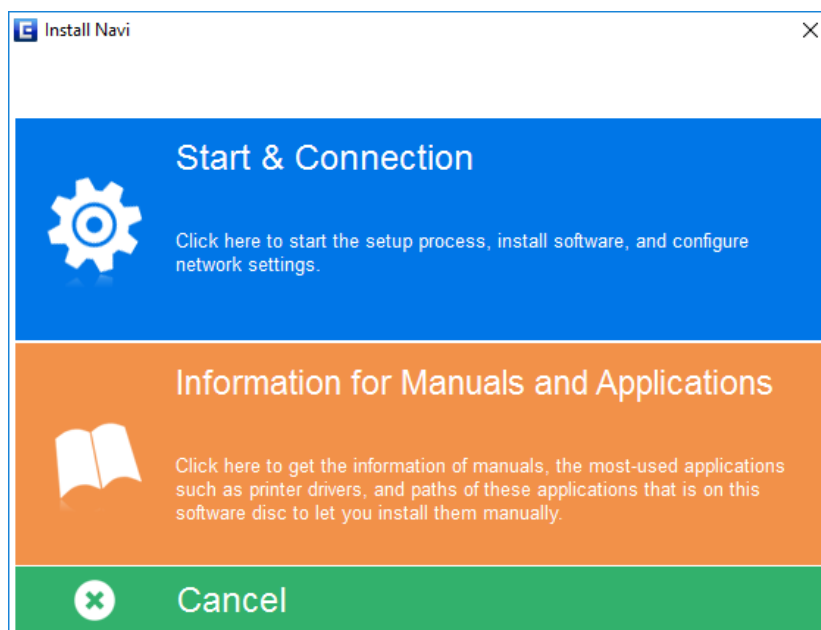 Install Navi
Start & Connection
Click here to start the setup process, install software, and configure
network settings.
Information for Manuals and Applications
Click here to get the information of manuals, the most-used applications
such as printer drivers, and paths of these applications that is on this
software disc to let you install them manually.
Cancel